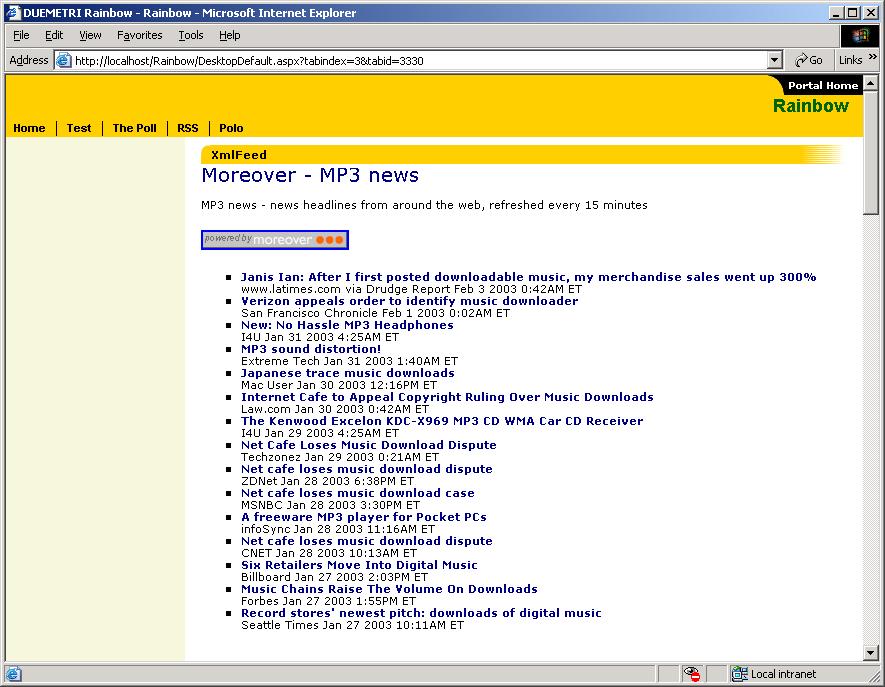 DUEMETRI Rainbow - Rainbow - Microsoft Internet Explorer
File Edit View Favorites Tools Help
Address http://localhost/Rainbow/DesktopDefault.aspx?tabindex=3&tabid=3330 Go Links »
Portal Home
Rainbow
Home Test The Poll RSS Polo
XmlFeed
Moreover - MP3 news
MP3 news - news headlines from around the web, refreshed every 15 minutes
powered by moreover
Janis Ian: After I first posted downloadable music, my merchandise sales went up 300%
www.latimes.com via Drudge Report Feb 3 2003 0:42AM ET
Verizon appeals order to identify music downloader
San Francisco Chronicle Feb 1 2003 0:02AM ET
New: No Hassle MP3 Headphones
I4U Jan 31 2003 4:25AM ET
MP3 sound distortion!
Extreme Tech Jan 31 2003 1:40AM ET
Japanese trace music downloads
Mac User Jan 30 2003 12:16PM ET
Internet Cafe to Appeal Copyright Ruling Over Music Downloads
Law.com Jan 30 2003 0:42AM ET
The Kenwood Excelon KDC-X969 MP3 CD WMA Car CD Receiver
I4U Jan 29 2003 4:25AM ET
Net Cafe Loses Music Download Dispute
Techzonez Jan 29 2003 0:21AM ET
Net cafe loses music download dispute
ZDNet Jan 28 2003 6:38PM ET
Net cafe loses music download case
MSNBC Jan 28 2003 3:30PM ET
A freeware MP3 player for Pocket PCs
infoSync Jan 28 2003 11:16AM ET
Net cafe loses music download dispute
CNET Jan 28 2003 10:13AM ET
Six Retailers Move Into Digital Music
Billboard Jan 27 2003 2:03PM ET
Music Chains Raise The Volume On Downloads
Forbes Jan 27 2003 1:55PM ET
Record stores' newest pitch: downloads of digital music
Seattle Times Jan 27 2003 10:11AM ET
Local intranet